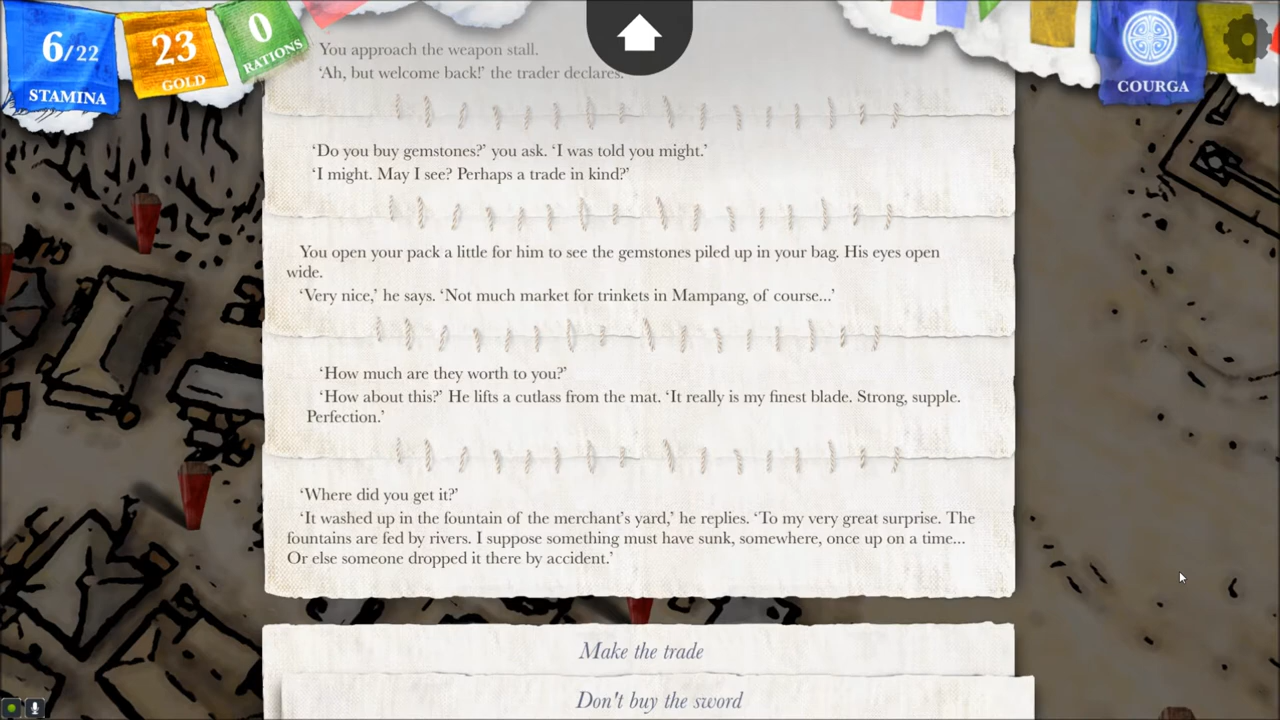 6/22
STAMINA
23
GOLD
0
RATIONS
COURGA
You approach the weapon stall.
‘Ah, but welcome back!’ the trader declares.
‘Do you buy gemstones?’ you ask. ‘I was told you might.’
‘I might. May I see? Perhaps a trade in kind?’
You open your pack a little for him to see the gemstones piled up in your bag. His eyes open
wide.
‘Very nice,’ he says. ‘Not much market for trinkets in Mampang, of course...’
‘How much are they worth to you?’
‘How about this?’ He lifts a cutlass from the mat. ‘It really is my finest blade. Strong, supple.
Perfection.’
‘Where did you get it?’
‘It washed up in the fountain of the merchant’s yard,’ he replies. ‘To my very great surprise. The
fountains are fed by rivers. I suppose something must have sunk, somewhere, once up on a time...
Or else someone dropped it there by accident.’
Make the trade
Don't buy the sword